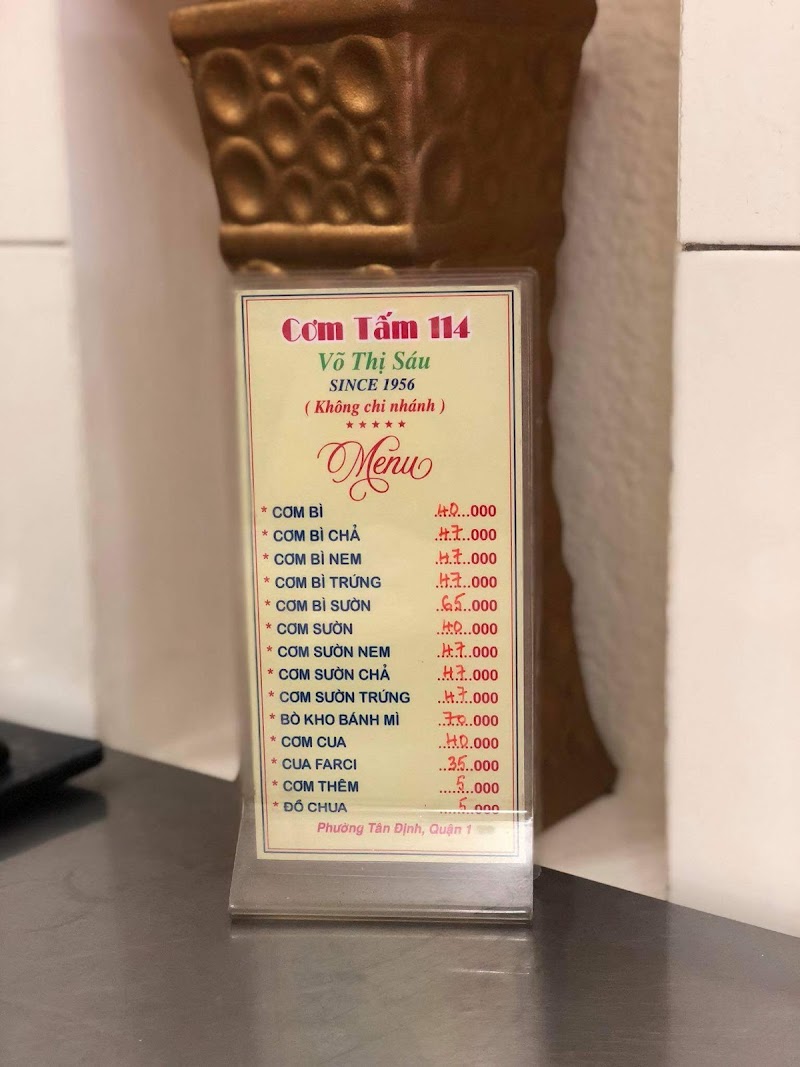 Cơm Tấm 114
Võ Thị Sáu
SINCE 1956
( Không chi nhánh )
★★★★★
Menu
* CƠM BÌ .40...000
* CƠM BÌ CHẢ ..47..000
* CƠM BÌ NEM ..47..000
* CƠM BÌ TRỨNG ..47..000
* CƠM BÌ SƯỜN ..65..000
* CƠM SƯỜN ..40..000
* CƠM SƯỜN NEM ..47..000
* CƠM SƯỜN CHẢ ..47..000
* CƠM SƯỜN TRỨNG ..47..000
* BÒ KHO BÁNH MÌ ..70..000
* CƠM CUA ..40.000
* CUA FARCI ..35..000
* CƠM THÊM .....5..000
* ĐỒ CHUA .....5..000
Phường Tân Định, Quận 1